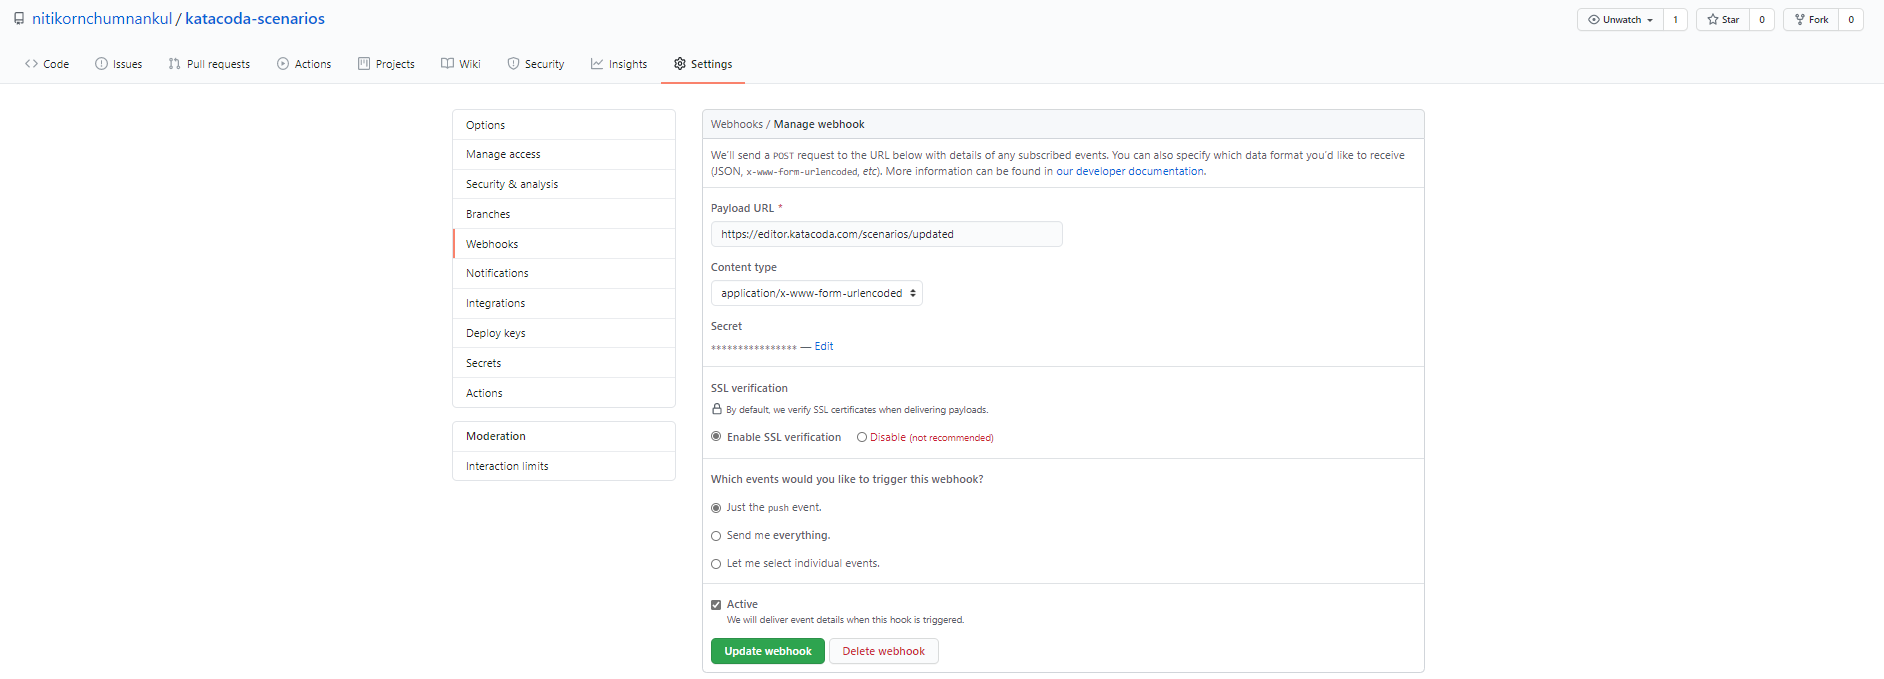 nitikornchumnankul / katacoda-scenarios
Unwatch 1 Star 0 Fork 0
Code Issues Pull requests Actions Projects Wiki Security Insights Settings
Options
Manage access
Security & analysis
Branches
Webhooks
Notifications
Integrations
Deploy keys
Secrets
Actions
Moderation
Interaction limits
Webhooks / Manage webhook
We'll send a POST request to the URL below with details of any subscribed events. You can also specify which data format you'd like to receive
(JSON, x-www-form-urlencoded, etc). More information can be found in our developer documentation.
Payload URL *
https://editor.katacoda.com/scenarios/updated
Content type
application/x-www-form-urlencoded
Secret
**************** — Edit
SSL verification
By default, we verify SSL certificates when delivering payloads.
Enable SSL verification Disable (not recommended)
Which events would you like to trigger this webhook?
Just the push event.
Send me everything.
Let me select individual events.
Active
We will deliver event details when this hook is triggered.
Update webhook Delete webhook